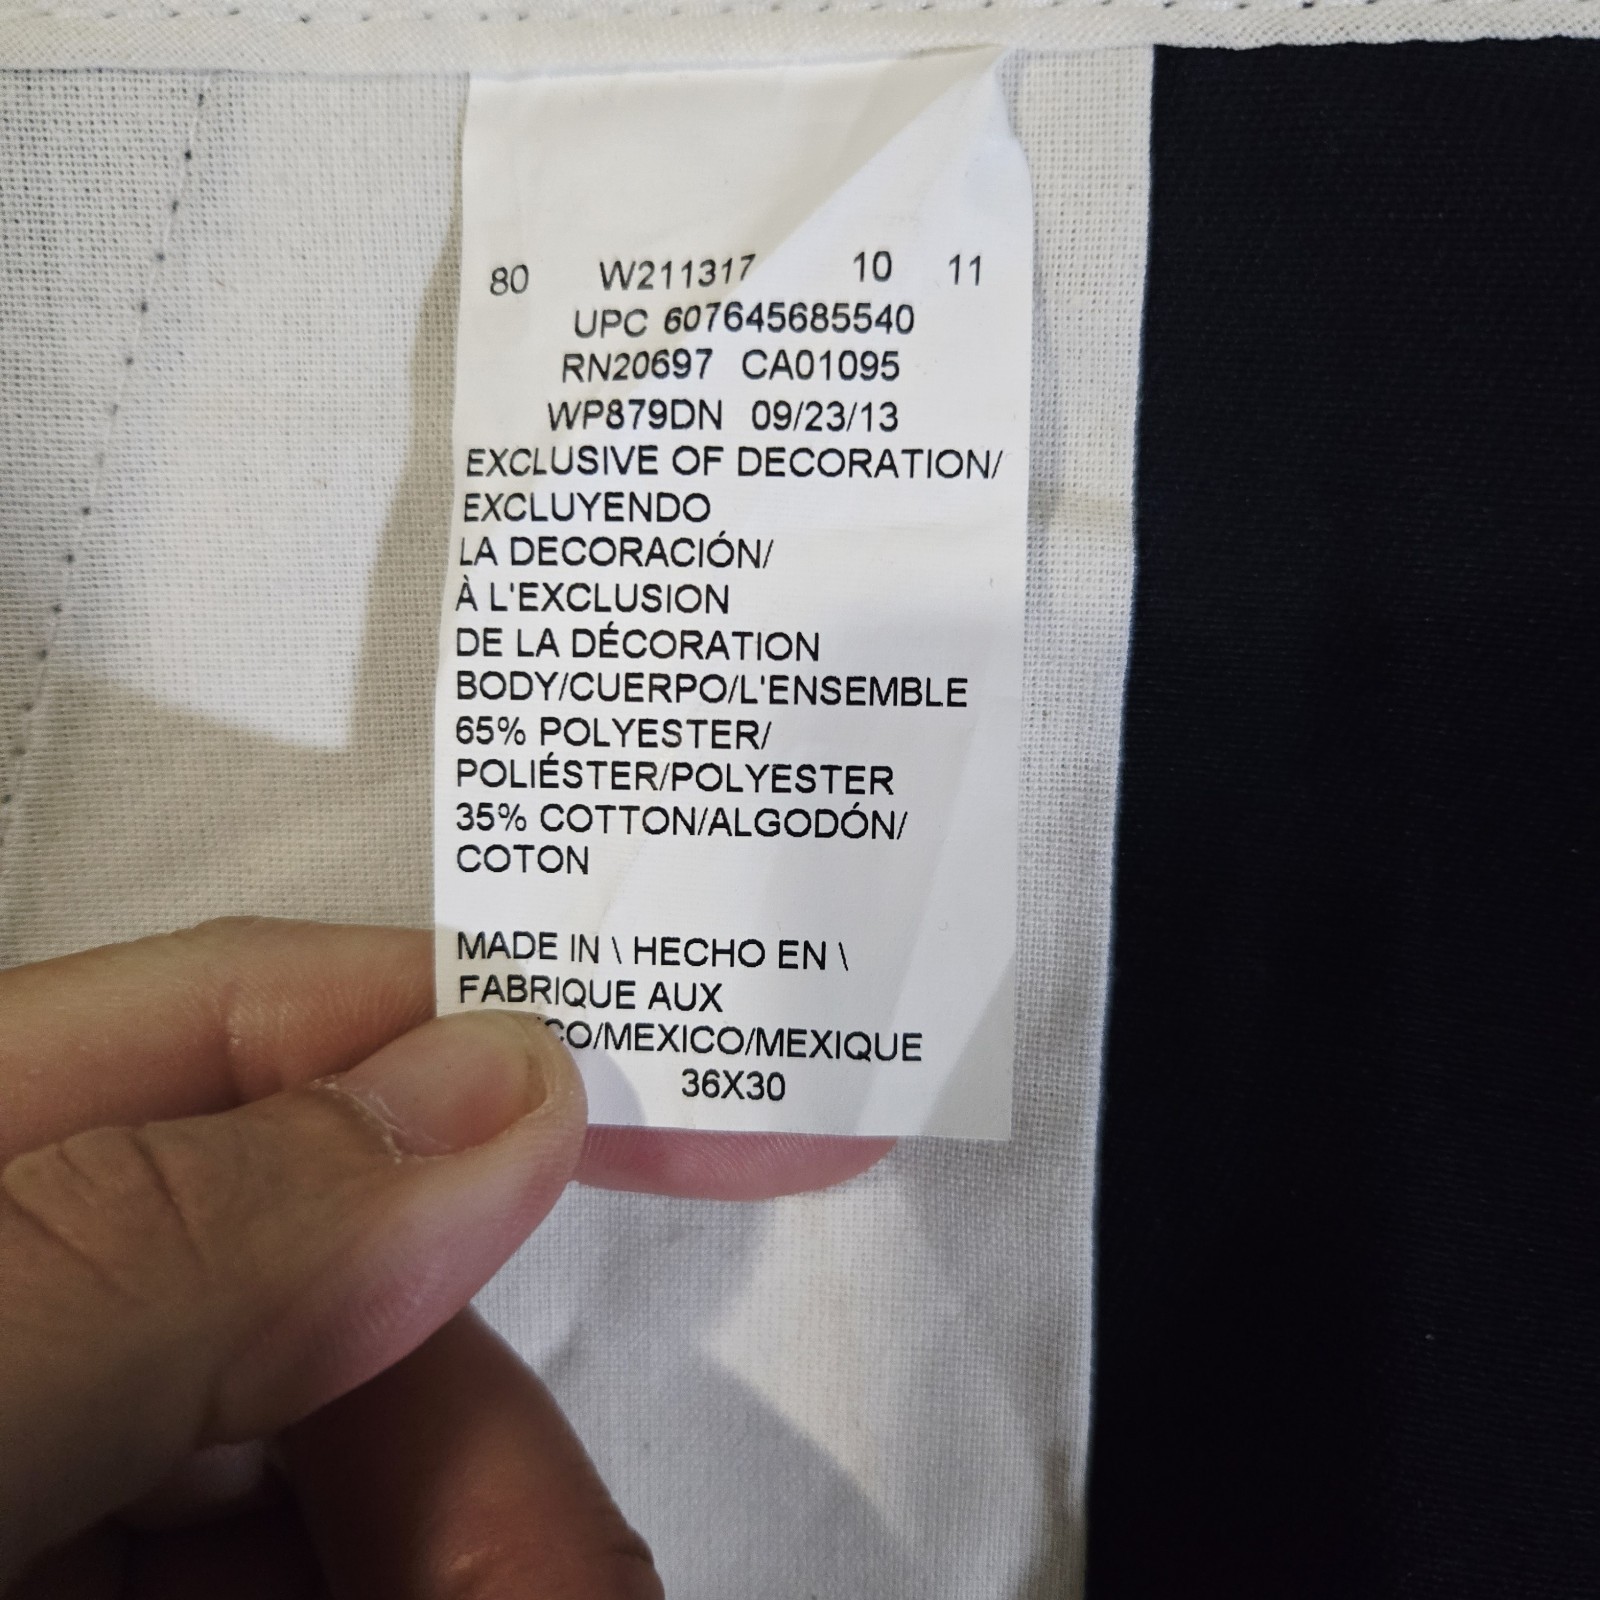 80 W211317 10 11
UPC 607645685540
RN20697 CA01095
WP879DN 09/23/13
EXCLUSIVE OF DECORATION/
EXCLUYENDO
LA DECORACIÓN/
À L'EXCLUSION
DE LA DÉCORATION
BODY/CUERPO/L'ENSEMBLE
65% POLYESTER/
POLIÉSTER/POLYESTER
35% COTTON/ALGODÓN/
COTON
MADE IN \ HECHO EN \
FABRIQUE AUX
/MEXICO/MEXIQUE
36X30